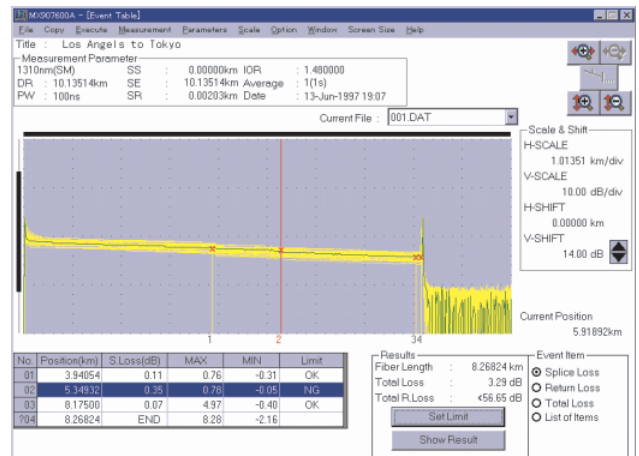 MX907600A - [Event Table]
File Copy Execute Measurement Parameters Scale Option Window Screen Size Help
Title : Los Angels to Tokyo
Measurement Parameter
1310nm(SM) SS : 0.00000km IOR : 1.480000
DR : 10.13514km SE : 10.13514km Average : 1(1s)
PW : 100ns SR : 0.00203km Date : 13-Jun-1997 19:07
Current File : 001.DAT
Scale & Shift
H-SCALE
1.01351 km/div
V-SCALE
10.00 dB/div
H-SHIFT
0.00000 km
V-SHIFT
14.00 dB
Current Position
5.91892km
1 2 34
No. Position(km) S.Loss(dB) MAX MIN Limit
01 3.94054 0.11 0.76 -0.31 OK
02 5.34932 0.35 0.78 -0.05 NG
03 8.17500 0.07 4.97 -0.40 OK
?04 8.26824 END 8.28 -2.16
Results
Fiber Length : 8.26824 km
Total Loss : 3.29 dB
Total R.Loss : <56.65 dB
Set Limit
Show Result
Event Item
Splice Loss
Return Loss
Total Loss
List of Items